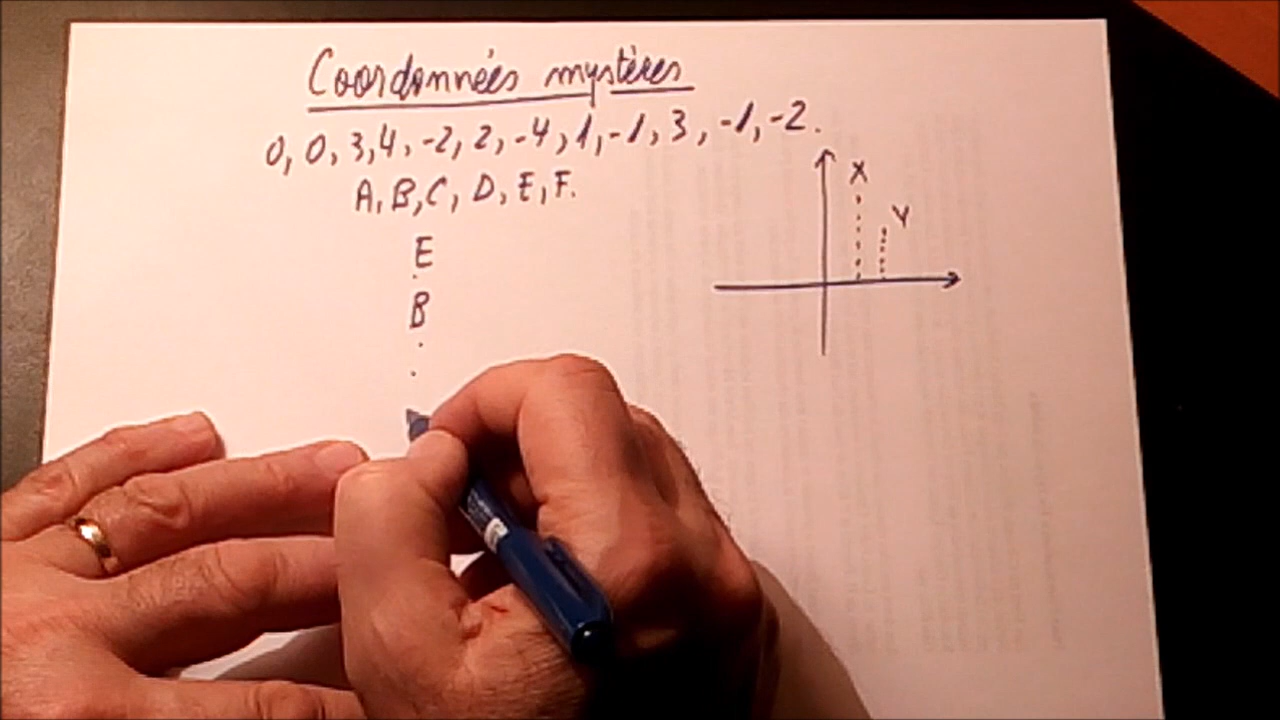 Coordonnées mystères
0, 0, 3, 4, -2, 2, -4, 1, -1, 3, -1, -2.
A, B, C, D, E, F.
X
Y
E
B